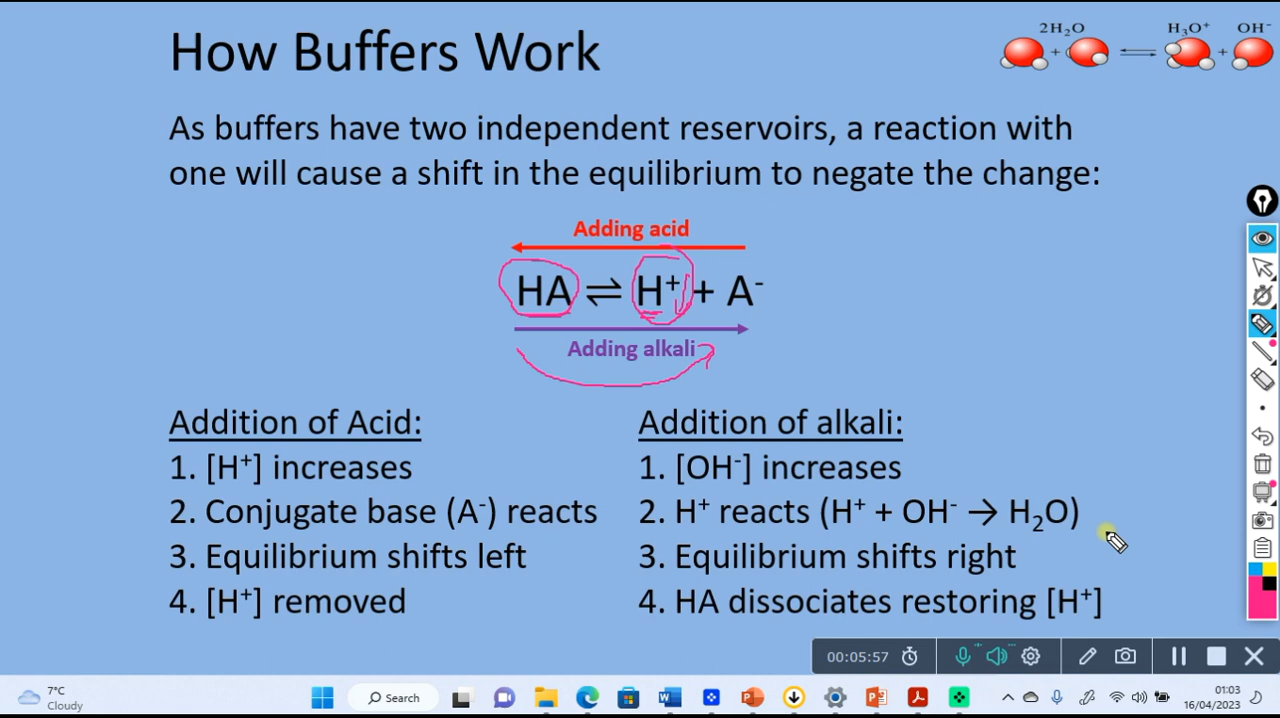 How Buffers Work
2H₂O
H₃O⁺
OH⁻
+
+
As buffers have two independent reservoirs, a reaction with
one will cause a shift in the equilibrium to negate the change:
Adding acid
HA ⇌ H⁺ + A⁻
Adding alkali
Addition of Acid:
1. [H⁺] increases
2. Conjugate base (A⁻) reacts
3. Equilibrium shifts left
4. [H⁺] removed
Addition of alkali:
1. [OH⁻] increases
2. H⁺ reacts (H⁺ + OH⁻ → H₂O)
3. Equilibrium shifts right
4. HA dissociates restoring [H⁺]
00:05:57
7°C
Cloudy
Search
01:03
16/04/2023